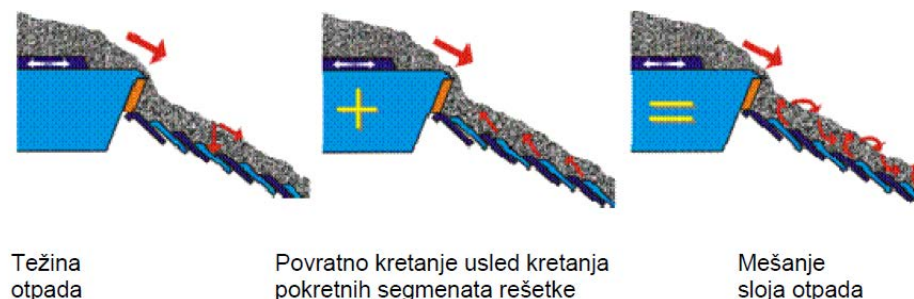 +
=
Težina
otpada
Povratno kretanje usled kretanja
pokretnih segmenata rešetke
Mešanje
sloja otpada